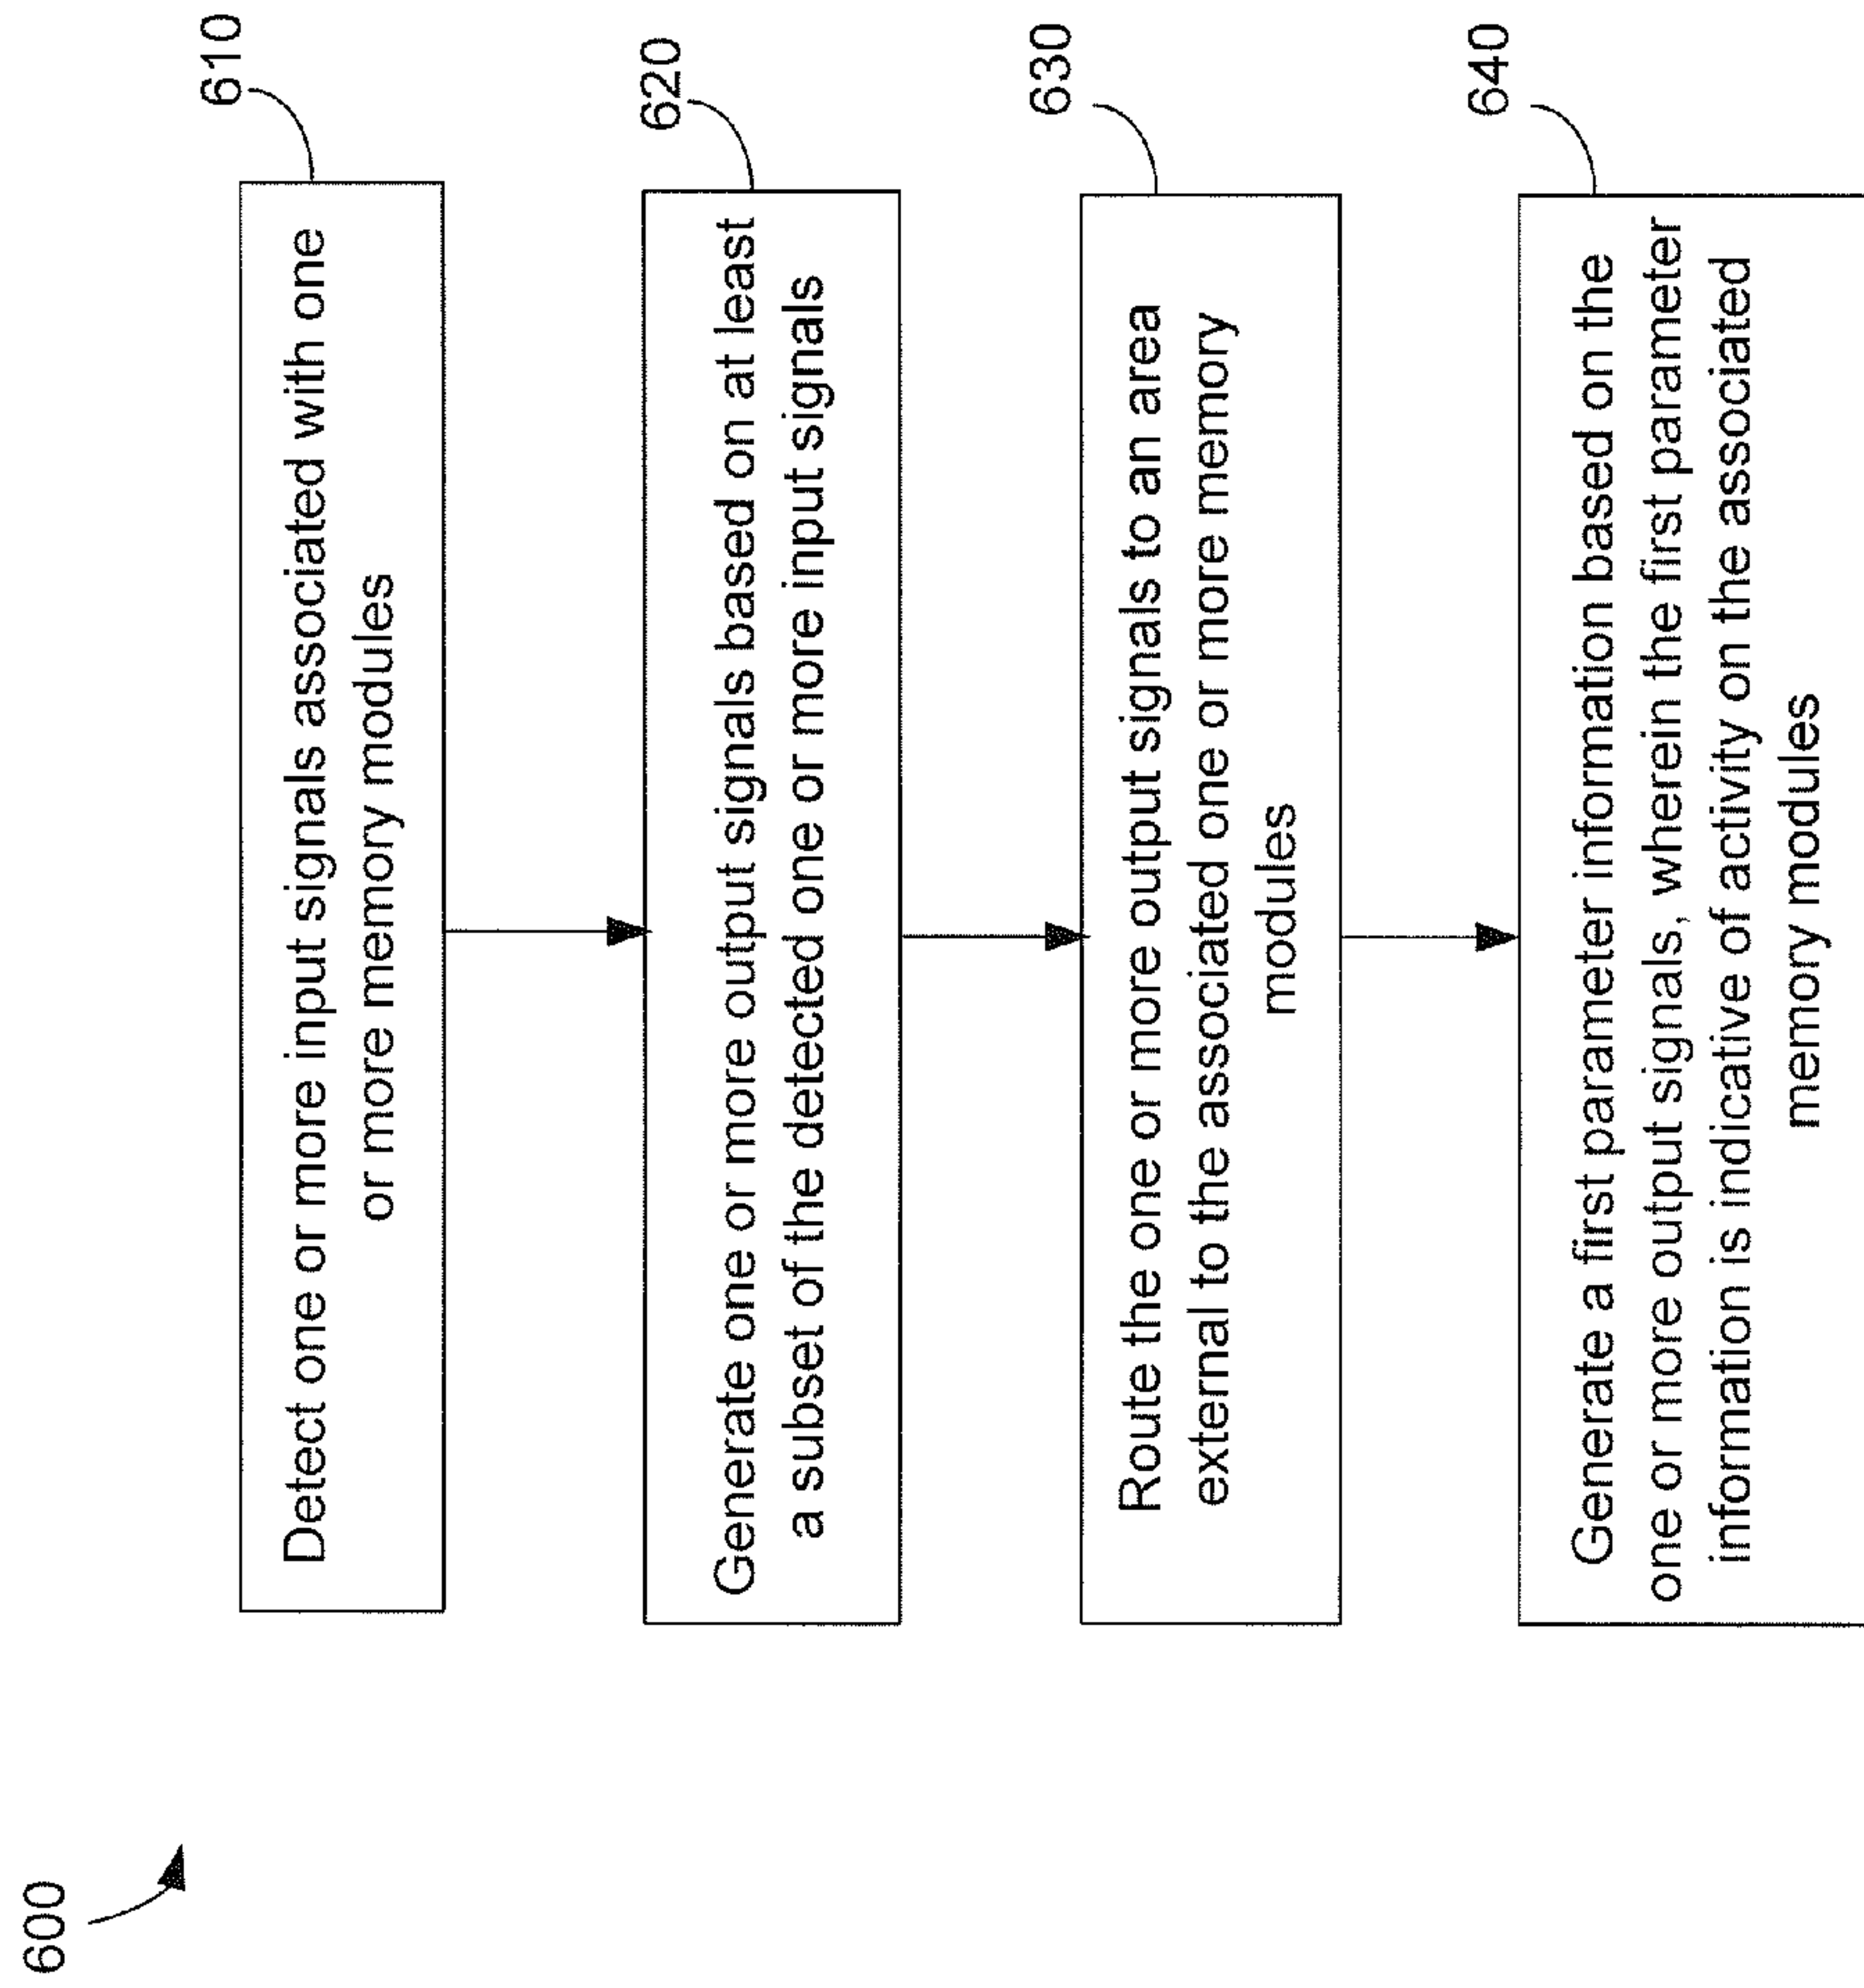 600
610
Detect one or more input signals associated with one
or more memory modules
620
Generate one or more output signals based on at least
a subset of the detected one or more input signals
630
Route the one or more output signals to an area
external to the associated one or more memory
modules
640
Generate a first parameter information based on the
one or more output signals, wherein the first parameter
information is indicative of activity on the associated
memory modules